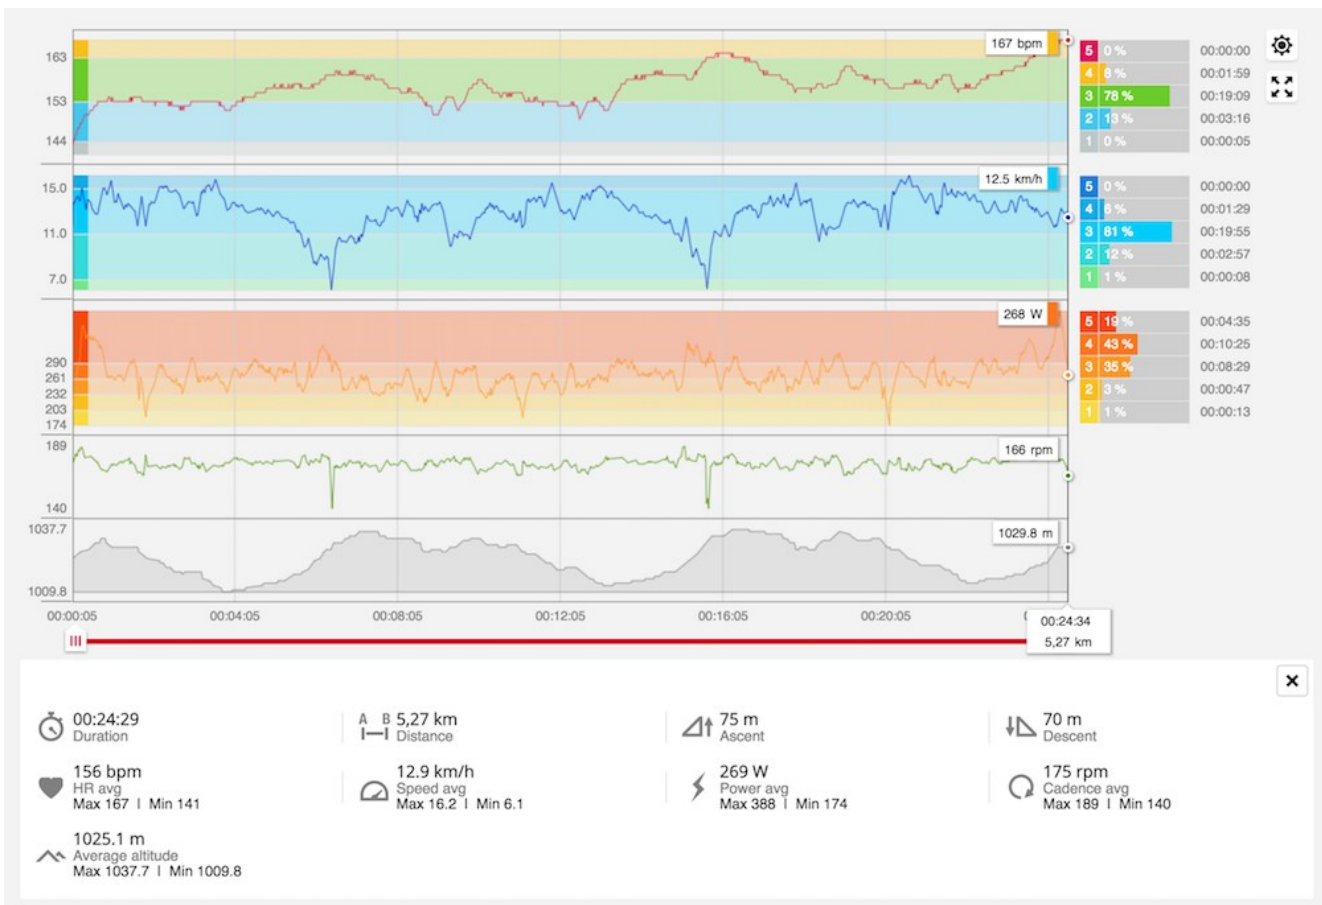 163
153
144
167 bpm
5 0 % 00:00:00
4 8 % 00:01:59
3 78 % 00:19:09
2 13 % 00:03:16
1 0 % 00:00:05
15.0
11.0
7.0
12.5 km/h
5 0 % 00:00:00
4 6 % 00:01:29
3 81 % 00:19:55
2 12 % 00:02:57
1 1 % 00:00:08
290
261
232
203
174
268 W
5 19 % 00:04:35
4 43 % 00:10:25
3 35 % 00:08:29
2 3 % 00:00:47
1 1 % 00:00:13
189
140
166 rpm
1037.7
1009.8
1029.8 m
00:00:05 00:04:05 00:08:05 00:12:05 00:16:05 00:20:05
00:24:34
5,27 km
00:24:29
Duration
A B 5,27 km
Distance
75 m
Ascent
70 m
Descent
156 bpm
HR avg
Max 167 | Min 141
12.9 km/h
Speed avg
Max 16.2 | Min 6.1
269 W
Power avg
Max 388 | Min 174
175 rpm
Cadence avg
Max 189 | Min 140
1025.1 m
Average altitude
Max 1037.7 | Min 1009.8